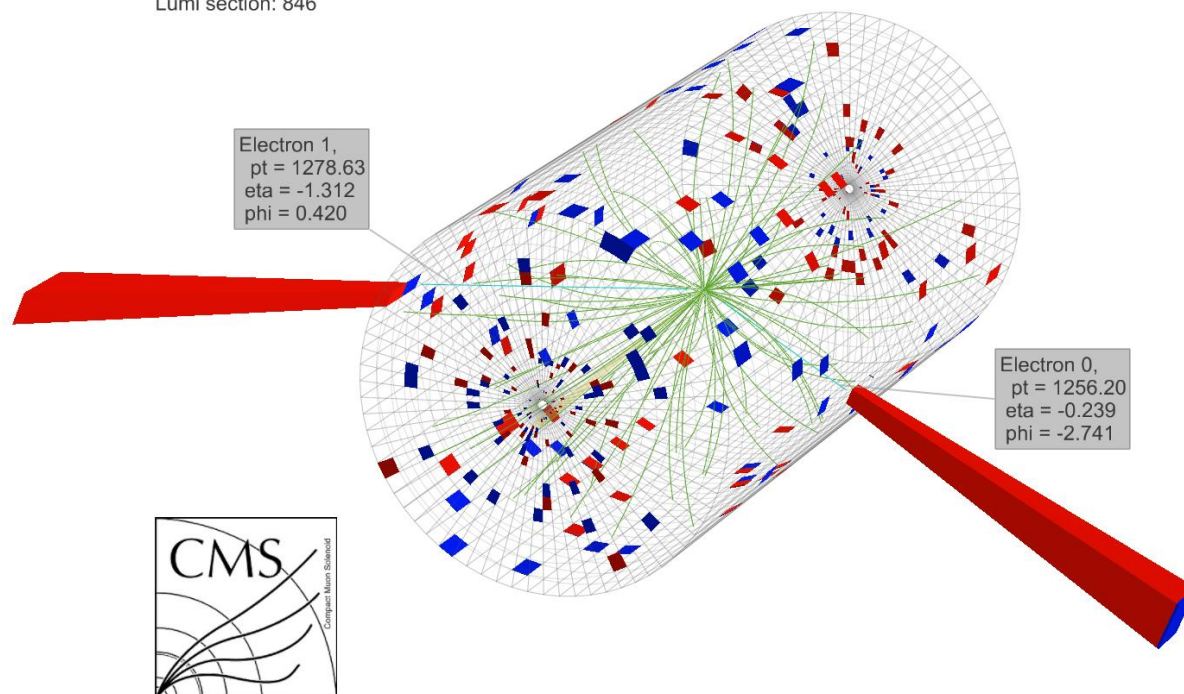 Lumi section: 846
Electron 1,
pt = 1278.63
eta = -1.312
phi = 0.420
Electron 0,
pt = 1256.20
eta = -0.239
phi = -2.741
CMS
Compact Muon Solenoid